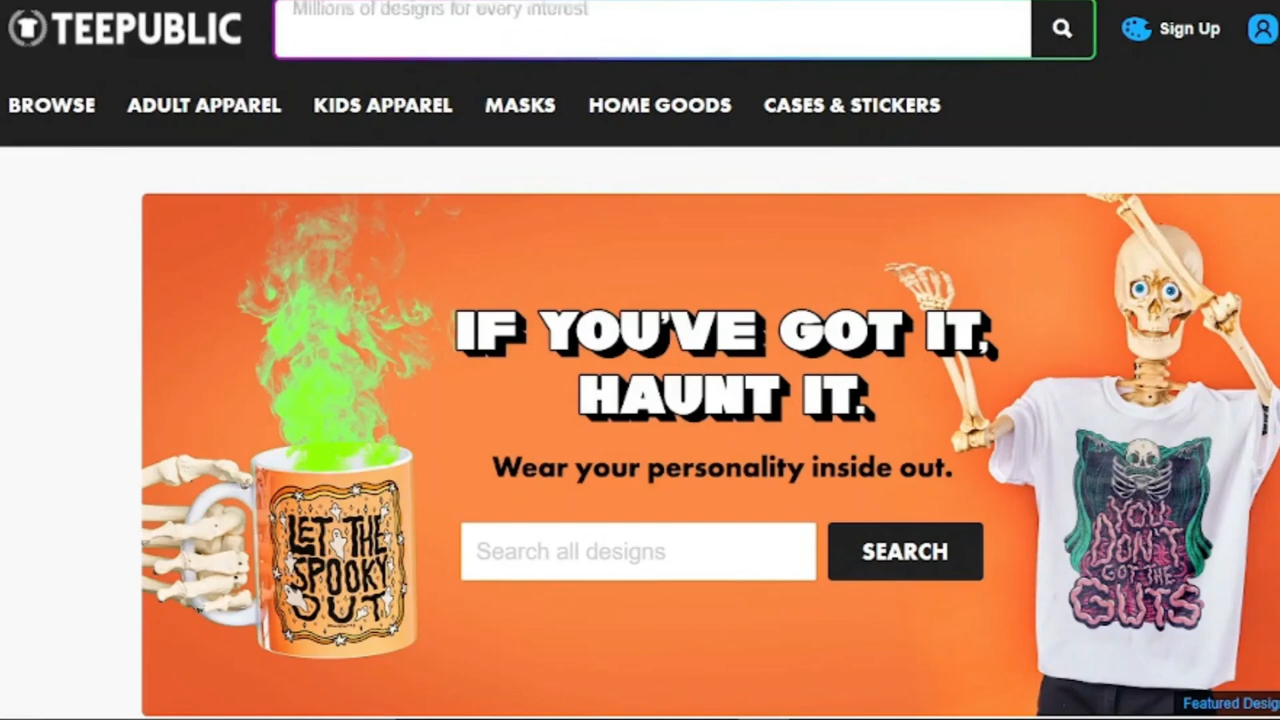 TEEPUBLIC
Millions of designs for every interest
Sign Up
BROWSE ADULT APPAREL KIDS APPAREL MASKS HOME GOODS CASES & STICKERS
IF YOU'VE GOT IT,
HAUNT IT.
Wear your personality inside out.
Search all designs
SEARCH
LET THE
SPOOKY
OUT
YOU
DON'T
GOT THE
GUTS
Featured Desig